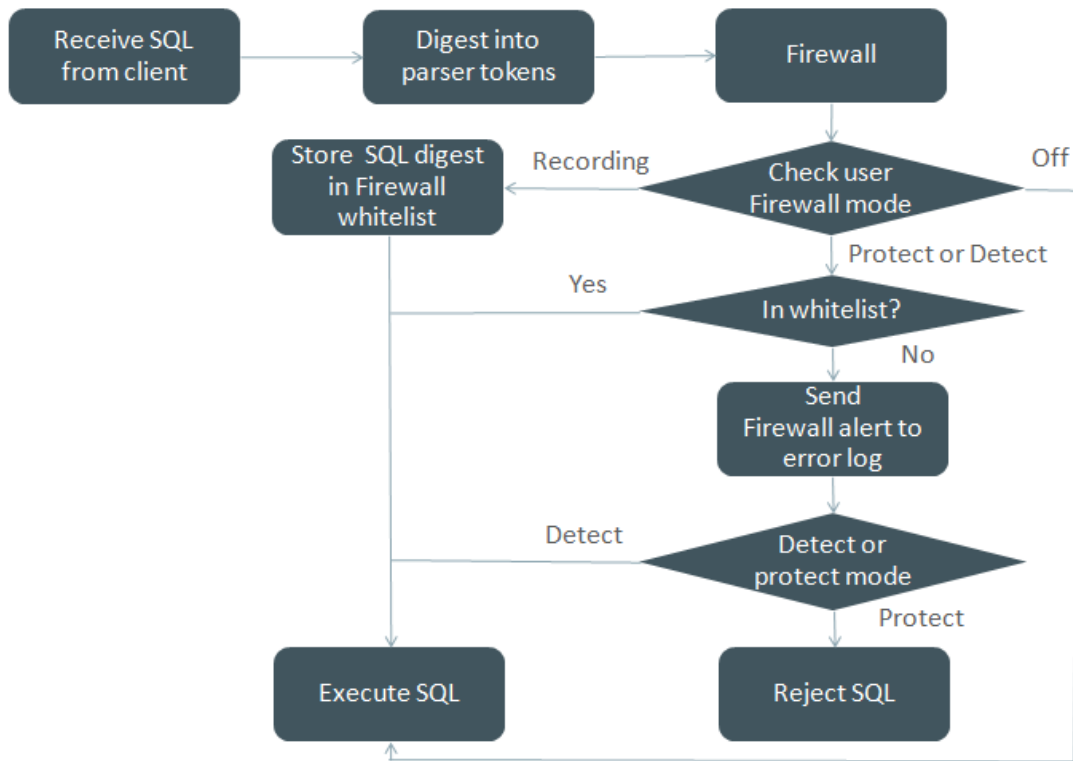 Receive SQL
from client
Digest into
parser tokens
Firewall
Store SQL digest
in Firewall
whitelist
Recording
Check user
Firewall mode
Off
Protect or Detect
Yes
In whitelist?
No
Send
Firewall alert to
error log
Detect
Detect or
protect mode
Protect
Execute SQL
Reject SQL